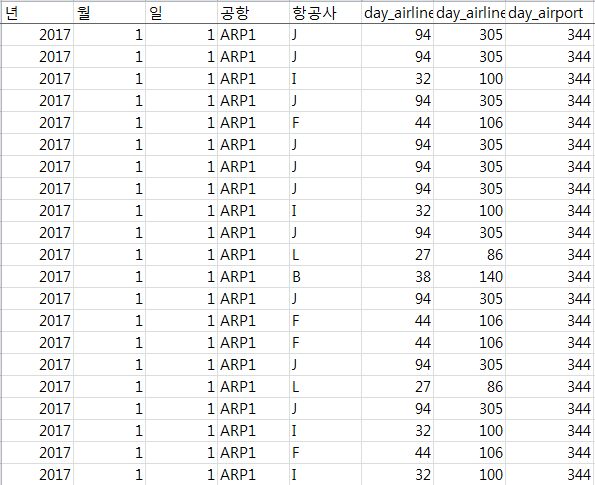 년 월 일 공항 항공사 day_airline day_airline day_airport
2017 1 1 ARP1 J 94 305 344
2017 1 1 ARP1 J 94 305 344
2017 1 1 ARP1 I 32 100 344
2017 1 1 ARP1 J 94 305 344
2017 1 1 ARP1 F 44 106 344
2017 1 1 ARP1 J 94 305 344
2017 1 1 ARP1 J 94 305 344
2017 1 1 ARP1 J 94 305 344
2017 1 1 ARP1 I 32 100 344
2017 1 1 ARP1 J 94 305 344
2017 1 1 ARP1 L 27 86 344
2017 1 1 ARP1 B 38 140 344
2017 1 1 ARP1 J 94 305 344
2017 1 1 ARP1 F 44 106 344
2017 1 1 ARP1 F 44 106 344
2017 1 1 ARP1 J 94 305 344
2017 1 1 ARP1 L 27 86 344
2017 1 1 ARP1 J 94 305 344
2017 1 1 ARP1 I 32 100 344
2017 1 1 ARP1 F 44 106 344
2017 1 1 ARP1 I 32 100 344